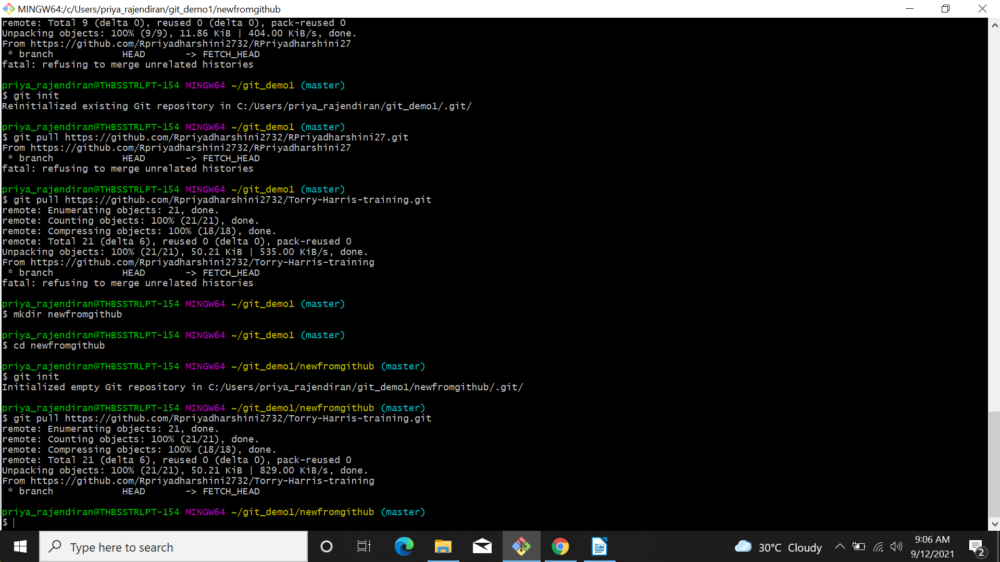 MINGW64:/c/Users/priya_rajendiran/git_demo1/newfromgithub
remote: Total 9 (delta 0), reused 0 (delta 0), pack-reused 0
Unpacking objects: 100% (9/9), 11.86 KiB | 404.00 KiB/s, done.
From https://github.com/Rpriyadharshini2732/RPriyadharshini27
 * branch            HEAD       -> FETCH_HEAD
fatal: refusing to merge unrelated histories
priya_rajendiran@THBSSTRLPT-154 MINGW64 ~/git_demo1 (master)
$ git init
Reinitialized existing Git repository in C:/Users/priya_rajendiran/git_demo1/.git/
priya_rajendiran@THBSSTRLPT-154 MINGW64 ~/git_demo1 (master)
$ git pull https://github.com/Rpriyadharshini2732/RPriyadharshini27.git
From https://github.com/Rpriyadharshini2732/RPriyadharshini27
 * branch            HEAD       -> FETCH_HEAD
fatal: refusing to merge unrelated histories
priya_rajendiran@THBSSTRLPT-154 MINGW64 ~/git_demo1 (master)
$ git pull https://github.com/Rpriyadharshini2732/Torry-Harris-training.git
remote: Enumerating objects: 21, done.
remote: Counting objects: 100% (21/21), done.
remote: Compressing objects: 100% (18/18), done.
remote: Total 21 (delta 6), reused 0 (delta 0), pack-reused 0
Unpacking objects: 100% (21/21), 50.21 KiB | 535.00 KiB/s, done.
From https://github.com/Rpriyadharshini2732/Torry-Harris-training
 * branch            HEAD       -> FETCH_HEAD
fatal: refusing to merge unrelated histories
priya_rajendiran@THBSSTRLPT-154 MINGW64 ~/git_demo1 (master)
$ mkdir newfromgithub
priya_rajendiran@THBSSTRLPT-154 MINGW64 ~/git_demo1 (master)
$ cd newfromgithub
priya_rajendiran@THBSSTRLPT-154 MINGW64 ~/git_demo1/newfromgithub (master)
$ git init
Initialized empty Git repository in C:/Users/priya_rajendiran/git_demo1/newfromgithub/.git/
priya_rajendiran@THBSSTRLPT-154 MINGW64 ~/git_demo1/newfromgithub (master)
$ git pull https://github.com/Rpriyadharshini2732/Torry-Harris-training.git
remote: Enumerating objects: 21, done.
remote: Counting objects: 100% (21/21), done.
remote: Compressing objects: 100% (18/18), done.
remote: Total 21 (delta 6), reused 0 (delta 0), pack-reused 0
Unpacking objects: 100% (21/21), 50.21 KiB | 829.00 KiB/s, done.
From https://github.com/Rpriyadharshini2732/Torry-Harris-training
 * branch            HEAD       -> FETCH_HEAD
priya_rajendiran@THBSSTRLPT-154 MINGW64 ~/git_demo1/newfromgithub (master)
$
Type here to search
30°C Cloudy
9:06 AM
9/12/2021
2